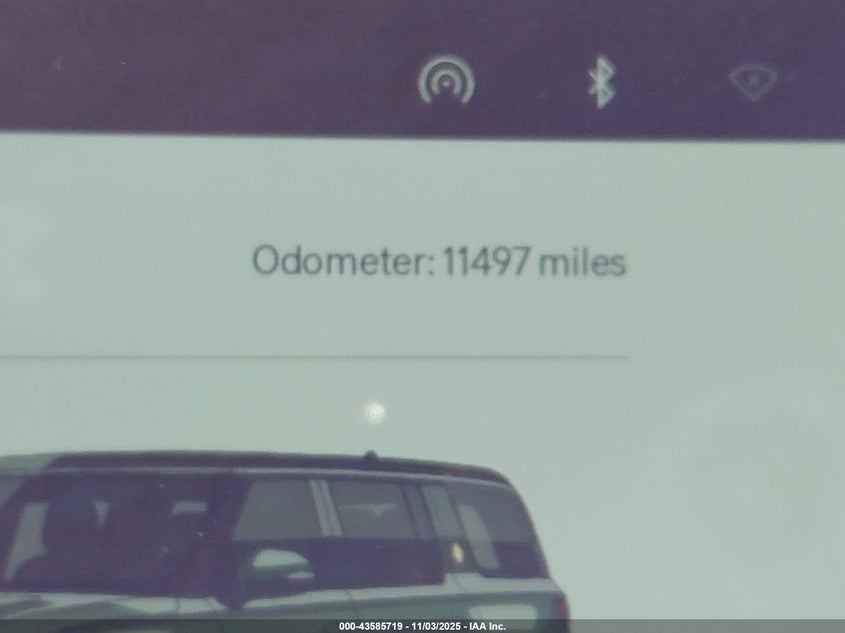 Odometer: 11497 miles
000-43585719 - 11/03/2025 - IAA Inc.